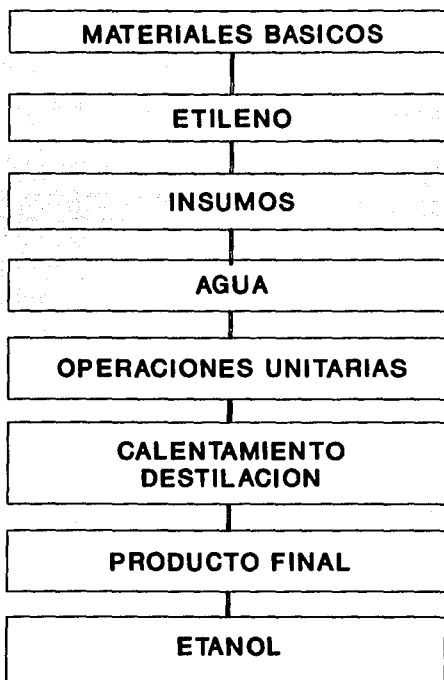 MATERIALES BASICOS
ETILENO
INSUMOS
AGUA
OPERACIONES UNITARIAS
CALENTAMIENTO
DESTILACION
PRODUCTO FINAL
ETANOL